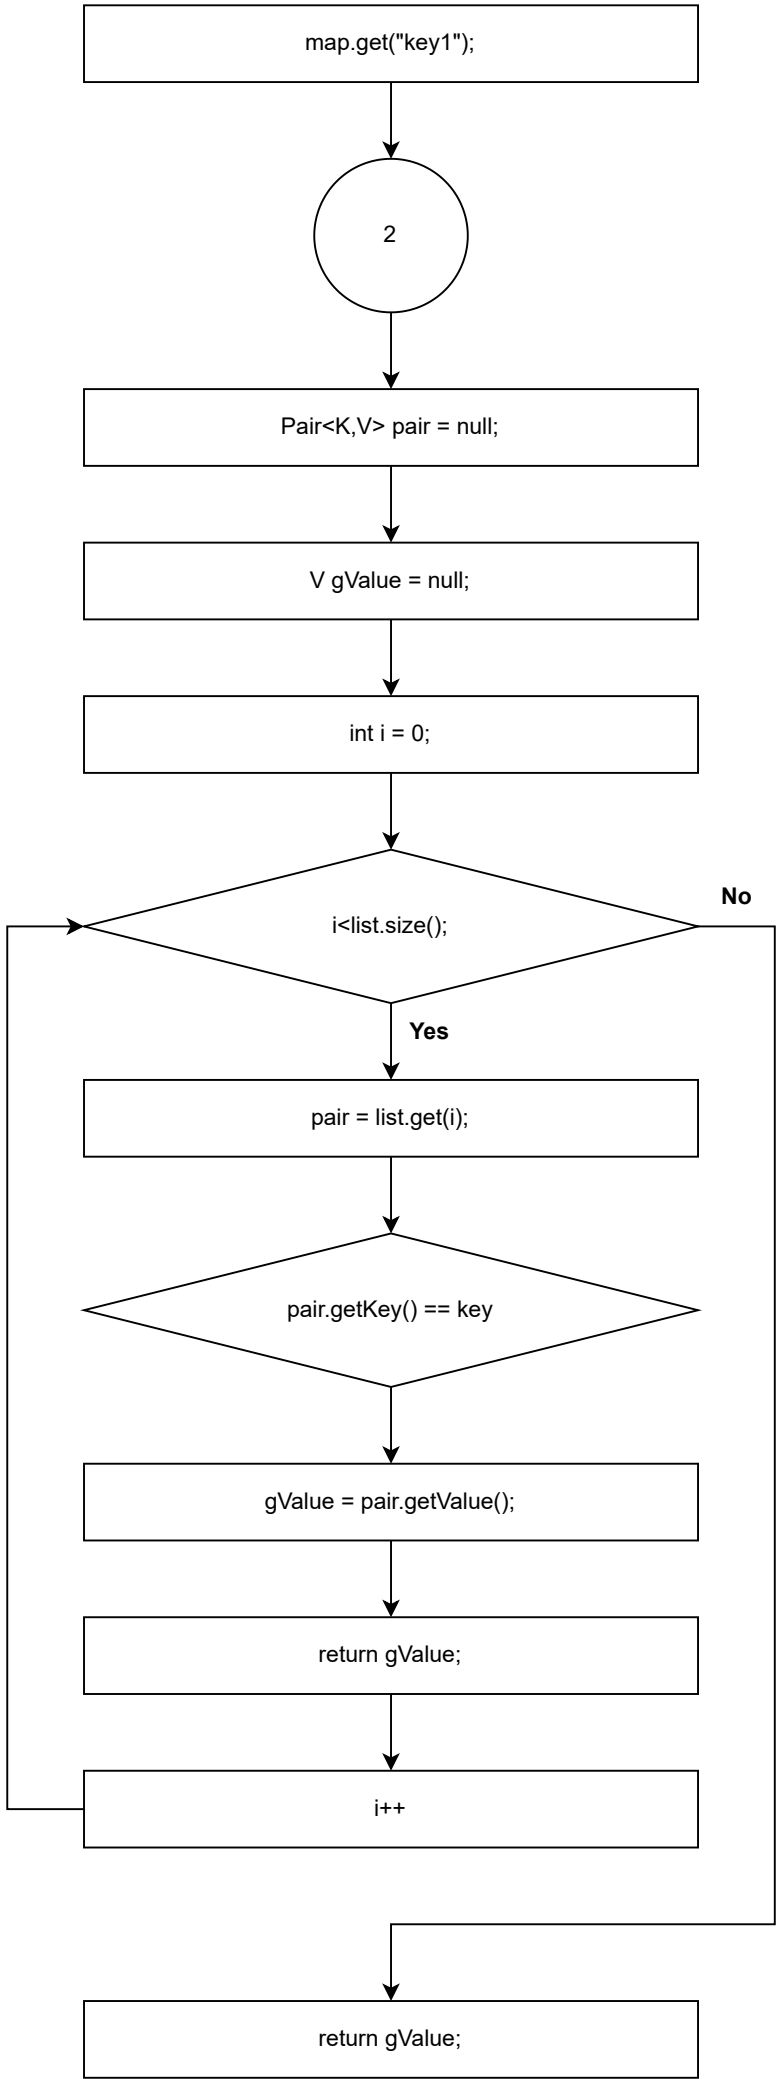 map.get("key1");
2
Pair<K,V> pair = null;
V gValue = null;
int i = 0;
No
i<list.size();
Yes
pair = list.get(i);
pair.getKey() == key
gValue = pair.getValue();
return gValue;
i++
return gValue;